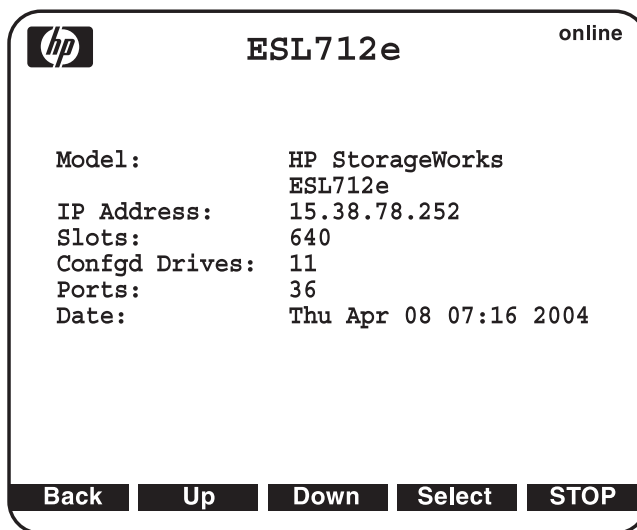 hp
ESL712e
online
Model: HP StorageWorks
ESL712e
IP Address: 15.38.78.252
Slots: 640
Confgd Drives: 11
Ports: 36
Date: Thu Apr 08 07:16 2004
Back Up Down Select STOP